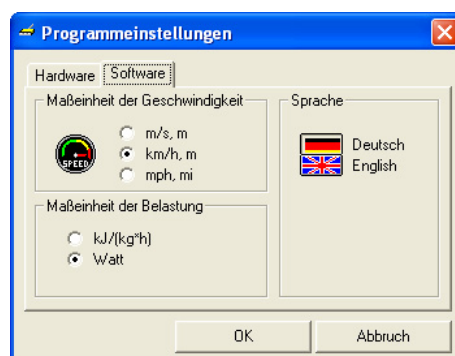 Programmeinstellungen
Hardware
Software
Maßeinheit der Geschwindigkeit
SPEED
m/s, m
km/h, m
mph, mi
Maßeinheit der Belastung
kJ/(kg*h)
Watt
Sprache
Deutsch
English
OK
Abbruch